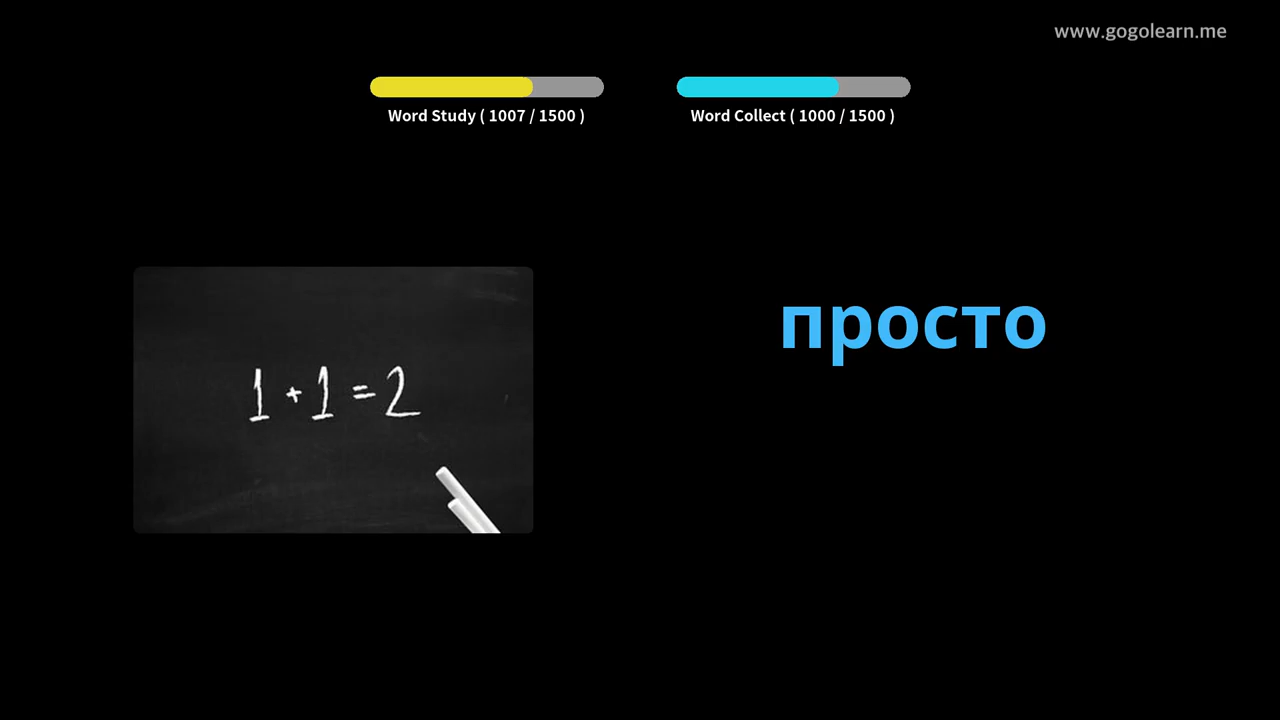 www.gogolearn.me
Word Study ( 1007 / 1500 )
Word Collect ( 1000 / 1500 )
просто
1 + 1 = 2